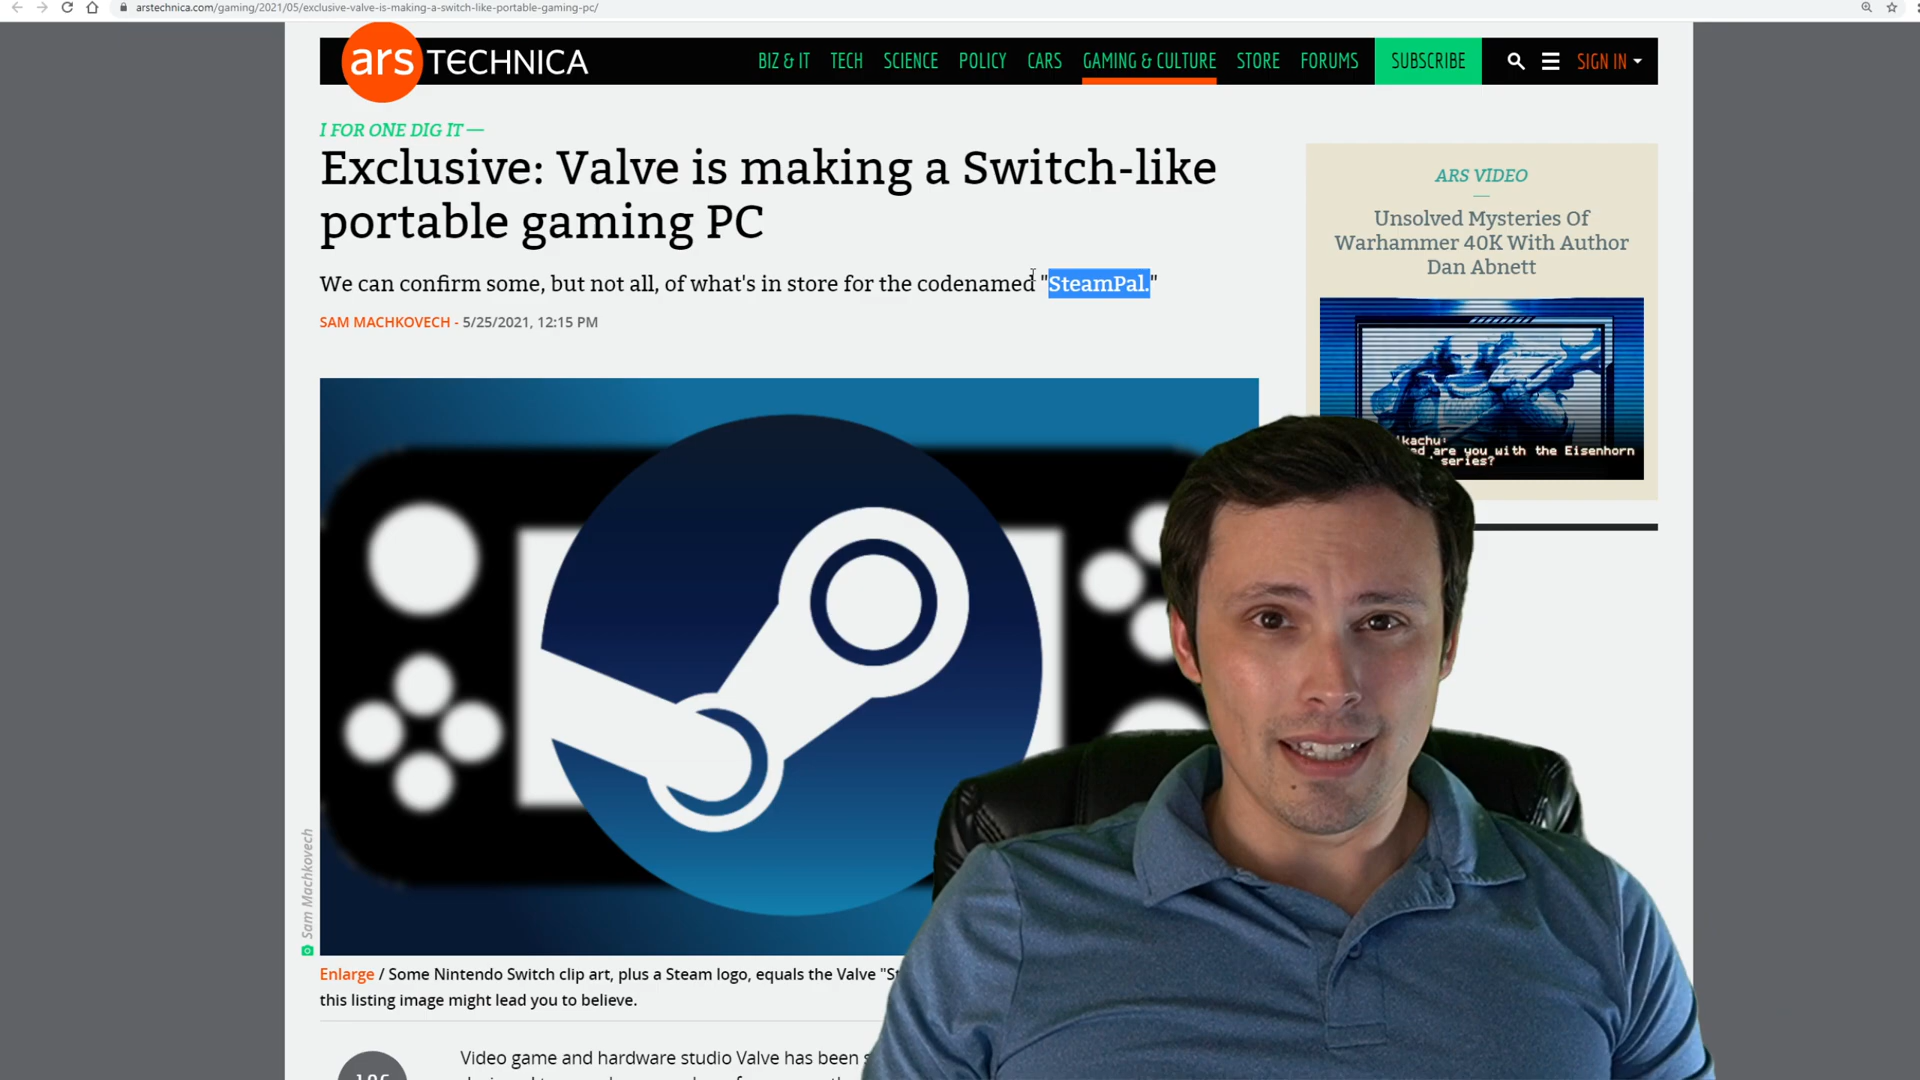 arstechnica.com/gaming/2021/05/exclusive-valve-is-making-a-switch-like-portable-gaming-pc/
ars TECHNICA
BIZ & IT TECH SCIENCE POLICY CARS GAMING & CULTURE STORE FORUMS SUBSCRIBE SIGN IN
I FOR ONE DIG IT —
Exclusive: Valve is making a Switch-like
portable gaming PC
We can confirm some, but not all, of what's in store for the codenamed "SteamPal."
SAM MACHKOVECH - 5/25/2021, 12:15 PM
ARS VIDEO
Unsolved Mysteries Of
Warhammer 40K With Author
Dan Abnett
are you with the Eisenhorn
series?
Sam Machkovech
Enlarge / Some Nintendo Switch clip art, plus a Steam logo, equals the Valve
this listing image might lead you to believe.
Video game and hardware studio Valve has been